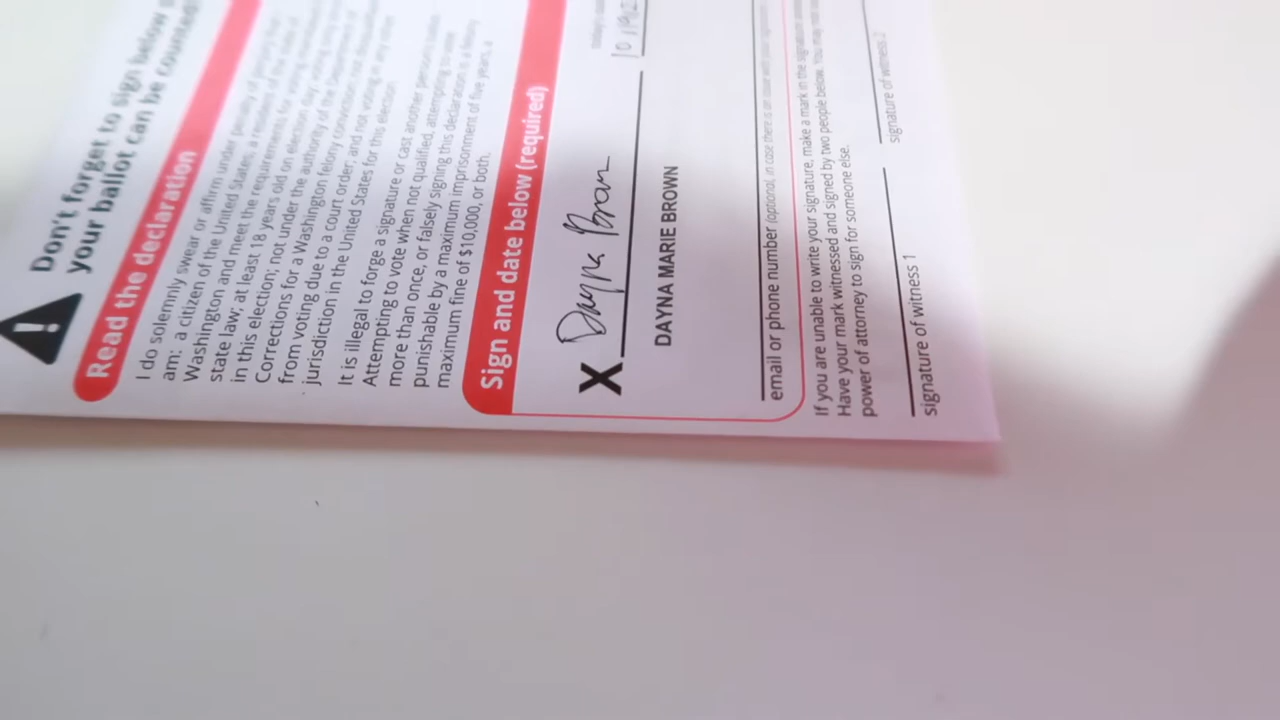 Don't forget to sign below
your ballot can be counted
Read the declaration
I do solemnly swear or affirm under penalty of perjury that I
am: a citizen of the United States; a resident of the state of
Washington and meet the requirements for voting
state law; at least 18 years old on election day
in this election; not under the authority of the Department of
Corrections for a Washington felony conviction; not disqualified
from voting due to a court order; and not voting in any other
jurisdiction in the United States for this election.
It is illegal to forge a signature or cast another person's ballot.
Attempting to vote when not qualified, attempting to vote
more than once, or falsely signing this declaration is a felony
punishable by a maximum imprisonment of five years, a
maximum fine of $10,000, or both.
Sign and date below (required)
X Dayna Brown
DAYNA MARIE BROWN
email or phone number (optional, in case there is an issue with your
If you are unable to write your signature, make a mark in the signature
Have your mark witnessed and signed by two people below. You may not
power of attorney to sign for someone else.
signature of witness 1
signature of witness 2